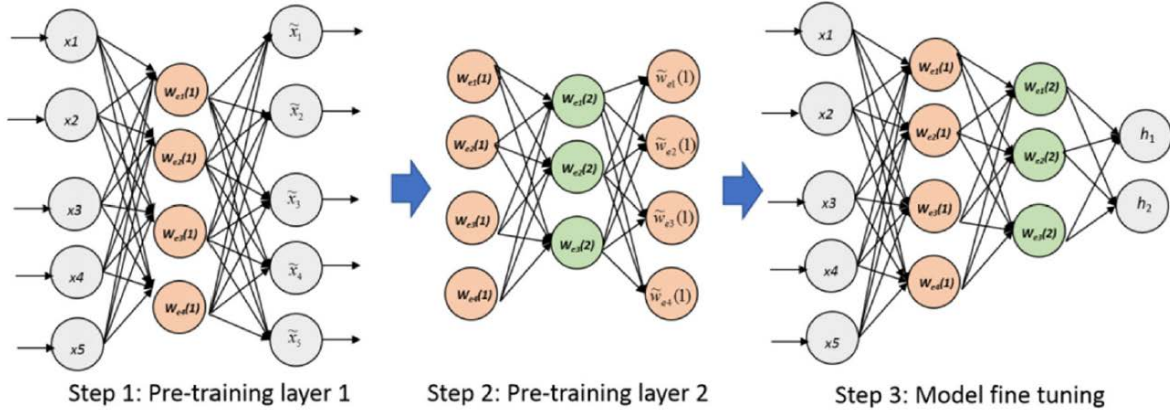 x1
x2
x3
x4
x5
We1(1)
We2(1)
We3(1)
We4(1)
x̃1
x̃2
x̃3
x̃4
x̃5
Step 1: Pre-training layer 1
We1(1)
We2(1)
We3(1)
We4(1)
We1(2)
We2(2)
We3(2)
w̃e1(1)
w̃e2(1)
w̃e3(1)
w̃e4(1)
Step 2: Pre-training layer 2
x1
x2
x3
x4
x5
We1(1)
We2(1)
We3(1)
We4(1)
We1(2)
We2(2)
We3(2)
h1
h2
Step 3: Model fine tuning